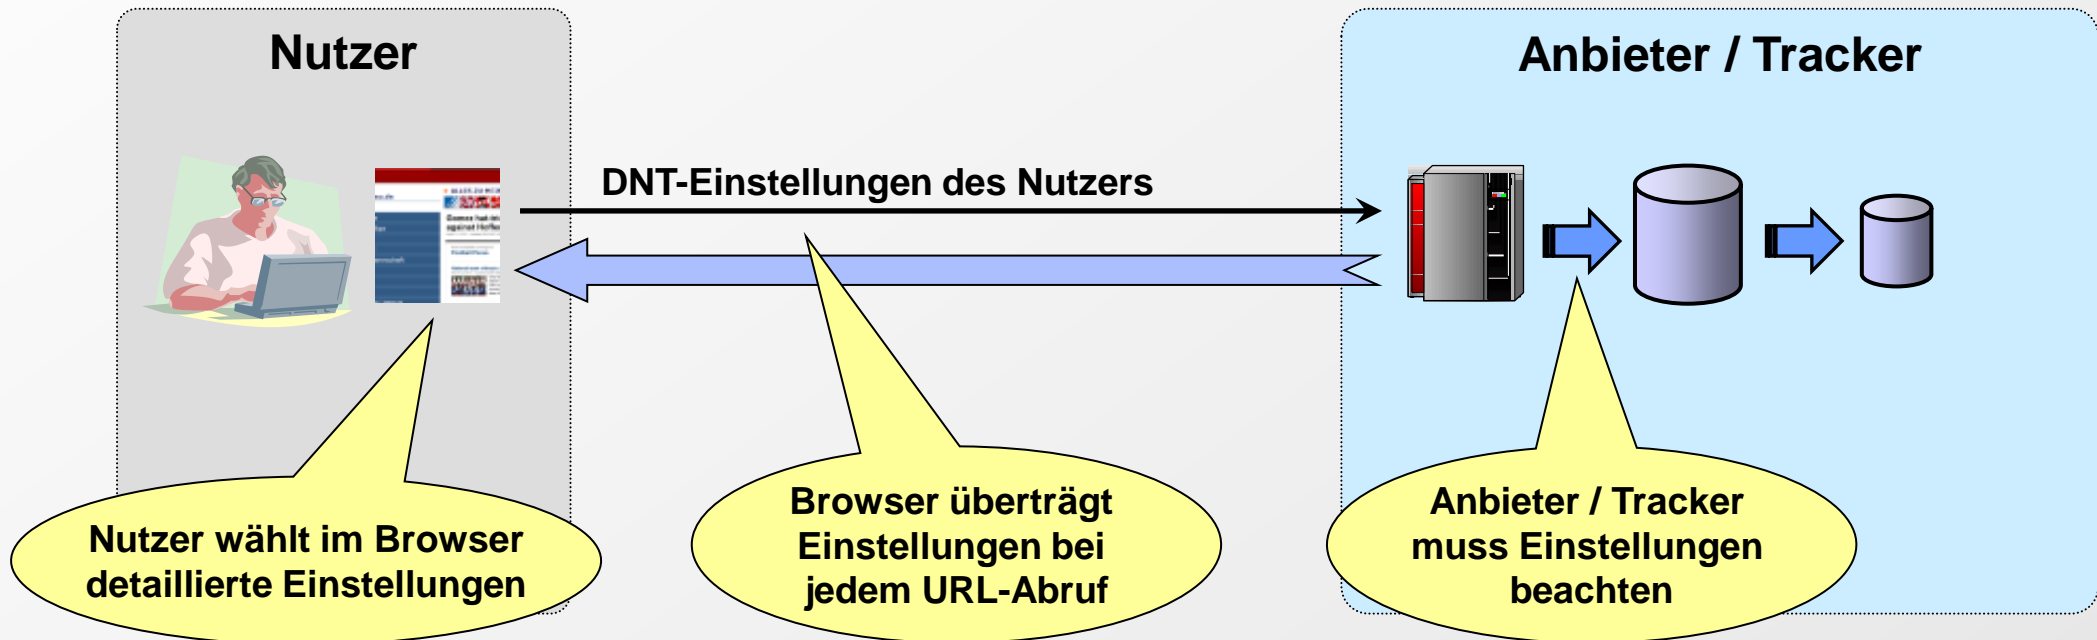 Nutzer
Anbieter / Tracker
DNT-Einstellungen des Nutzers
Nutzer wählt im Browser
detaillierte Einstellungen
Browser überträgt
Einstellungen bei
jedem URL-Abruf
Anbieter / Tracker
muss Einstellungen
beachten